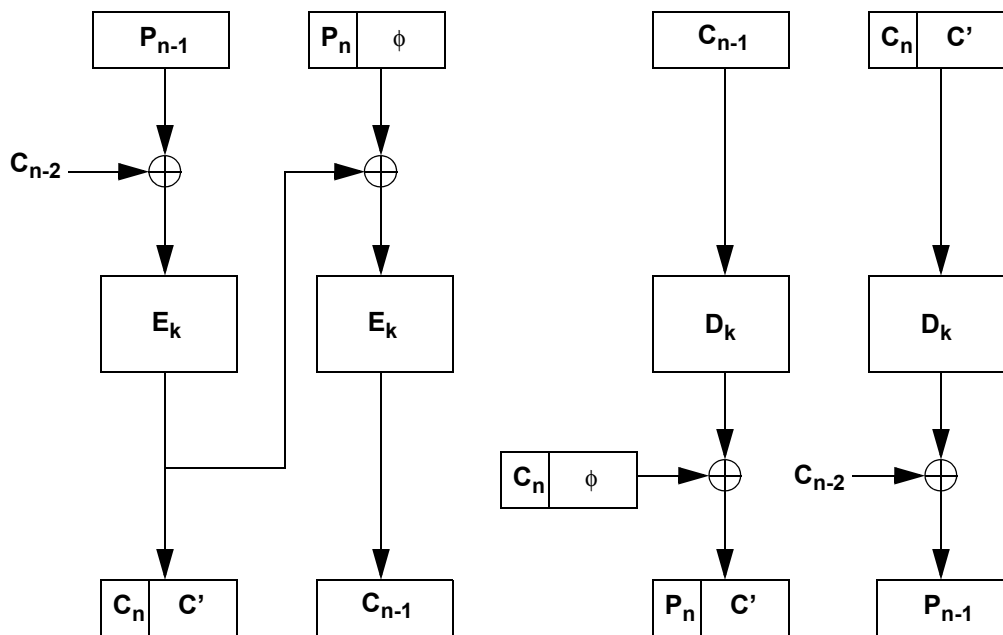 Pn-1 Pn ϕ Cn-1 Cn C’
Cn-2
Ek Ek Dk Dk
Cn ϕ Cn-2
Cn C’ Cn-1 Pn C’ Pn-1